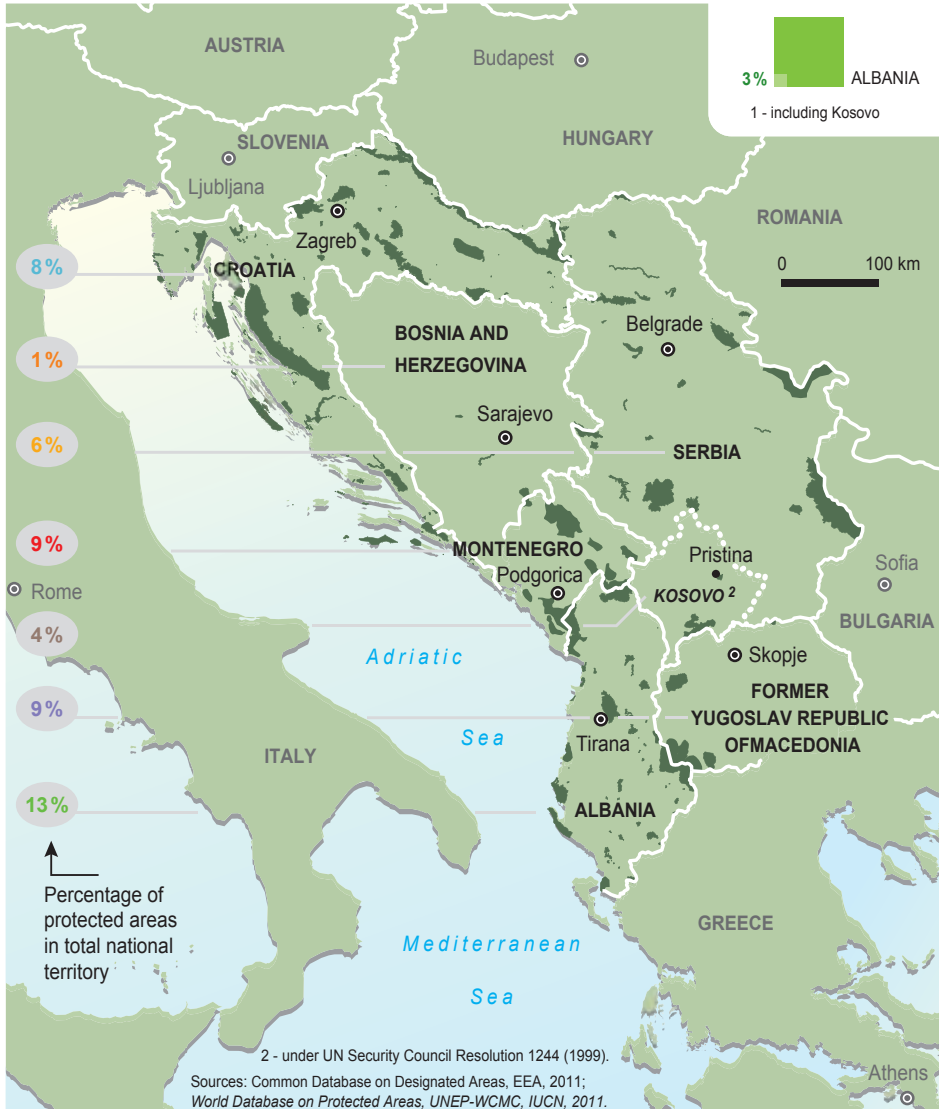 AUSTRIA
Budapest
3%
ALBANIA
1 - including Kosovo
SLOVENIA
HUNGARY
Ljubljana
ROMANIA
Zagreb
8%
CROATIA
0 100 km
BOSNIA AND
HERZEGOVINA
Belgrade
1%
Sarajevo
6%
SERBIA
9%
MONTENEGRO
Podgorica
Pristina
KOSOVO 2
Sofia
BULGARIA
Rome
4%
Adriatic
Skopje
FORMER
YUGOSLAV REPUBLIC
OFMACEDONIA
9%
Sea
Tirana
ITALY
13%
ALBANIA
Percentage of
protected areas
in total national
territory
GREECE
Mediterranean
Sea
2 - under UN Security Council Resolution 1244 (1999).
Sources: Common Database on Designated Areas, EEA, 2011;
World Database on Protected Areas, UNEP-WCMC, IUCN, 2011.
Athens